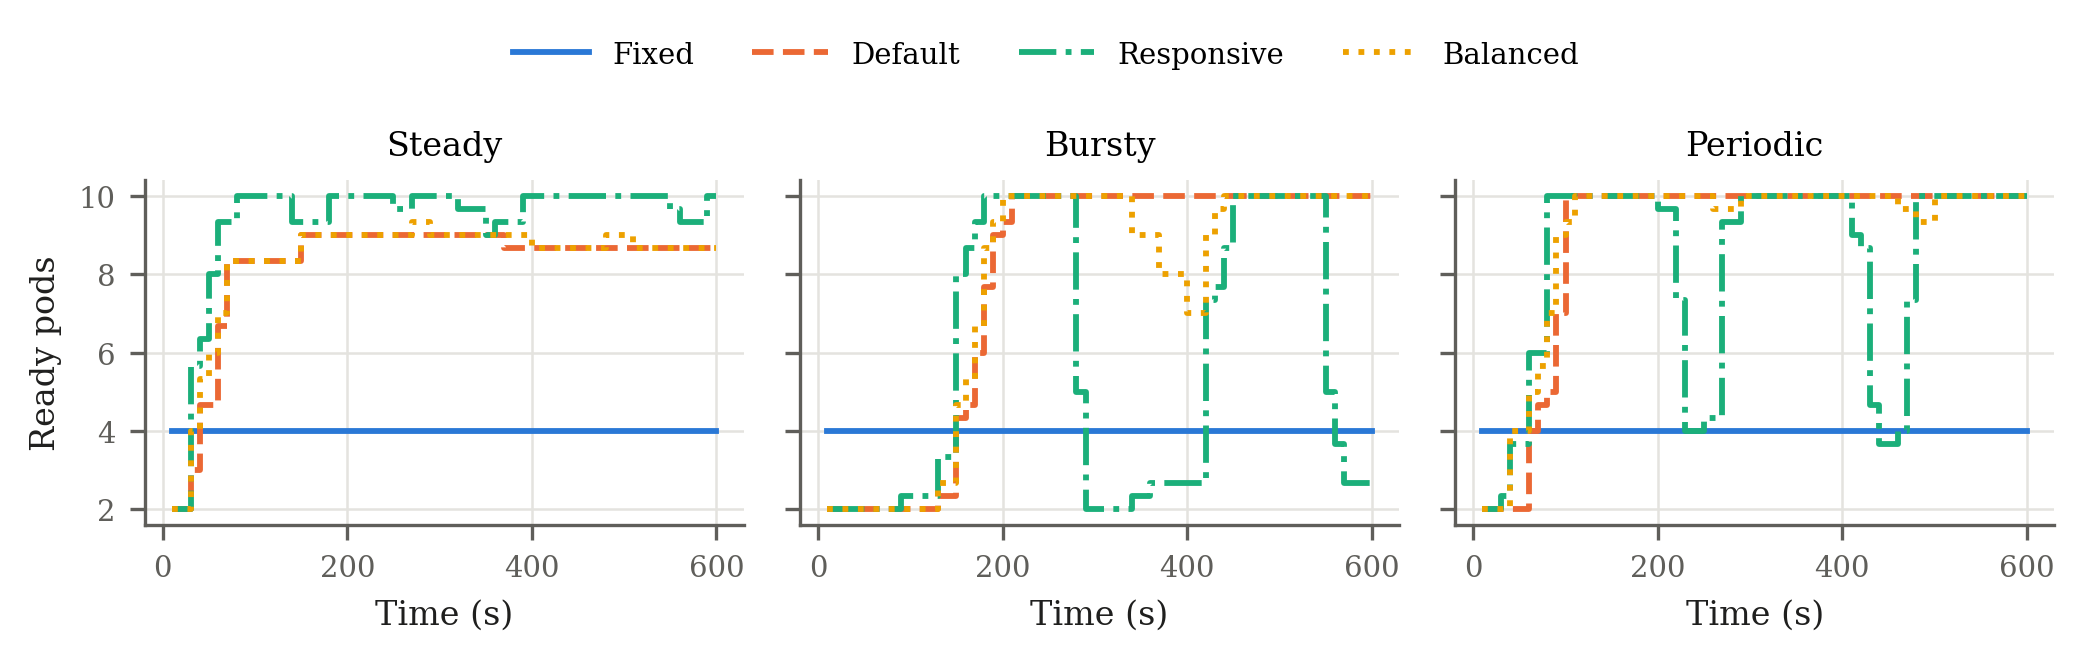 Fixed Default Responsive Balanced
Steady Bursty Periodic
Ready pods
10
8
6
4
2
0 200 400 600 0 200 400 600 0 200 400 600
Time (s) Time (s) Time (s)